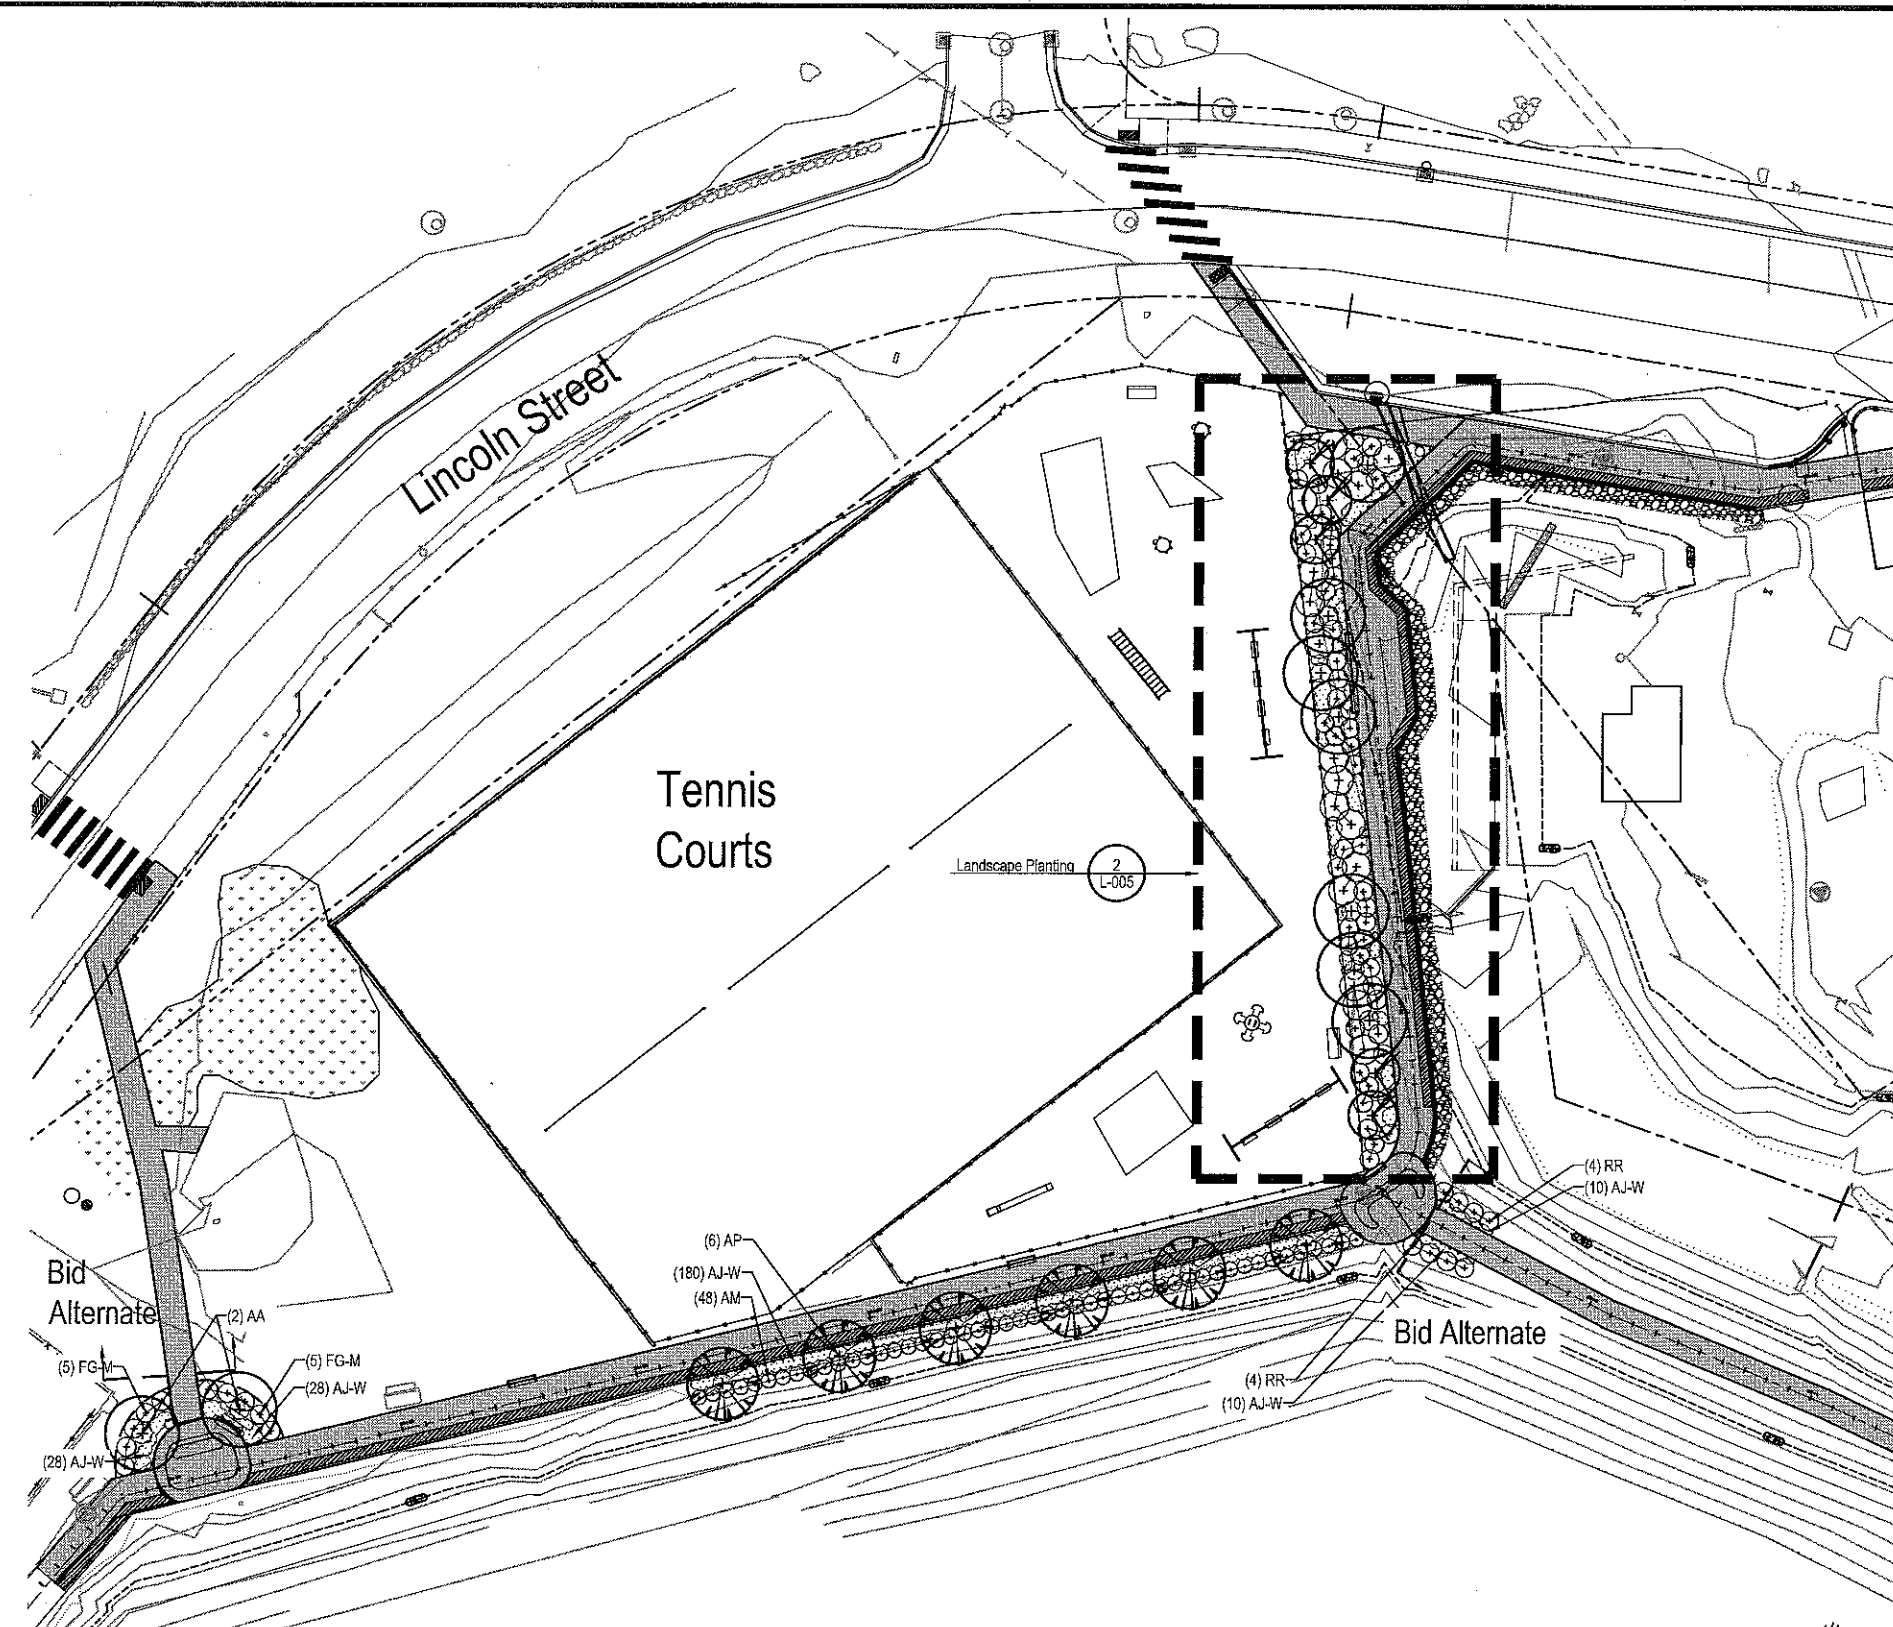 Lincoln Street
Tennis
Courts
Landscape Planting
2
L-005
(4) RR
(10) AJ-W
(6) AP
(180) AJ-W
(48) AM
Bid
Alternate
(2) AA
(5) FG-M
(5) FG-M
(28) AJ-W
(28) AJ-W
Bid Alternate
(4) RR
(10) AJ-W